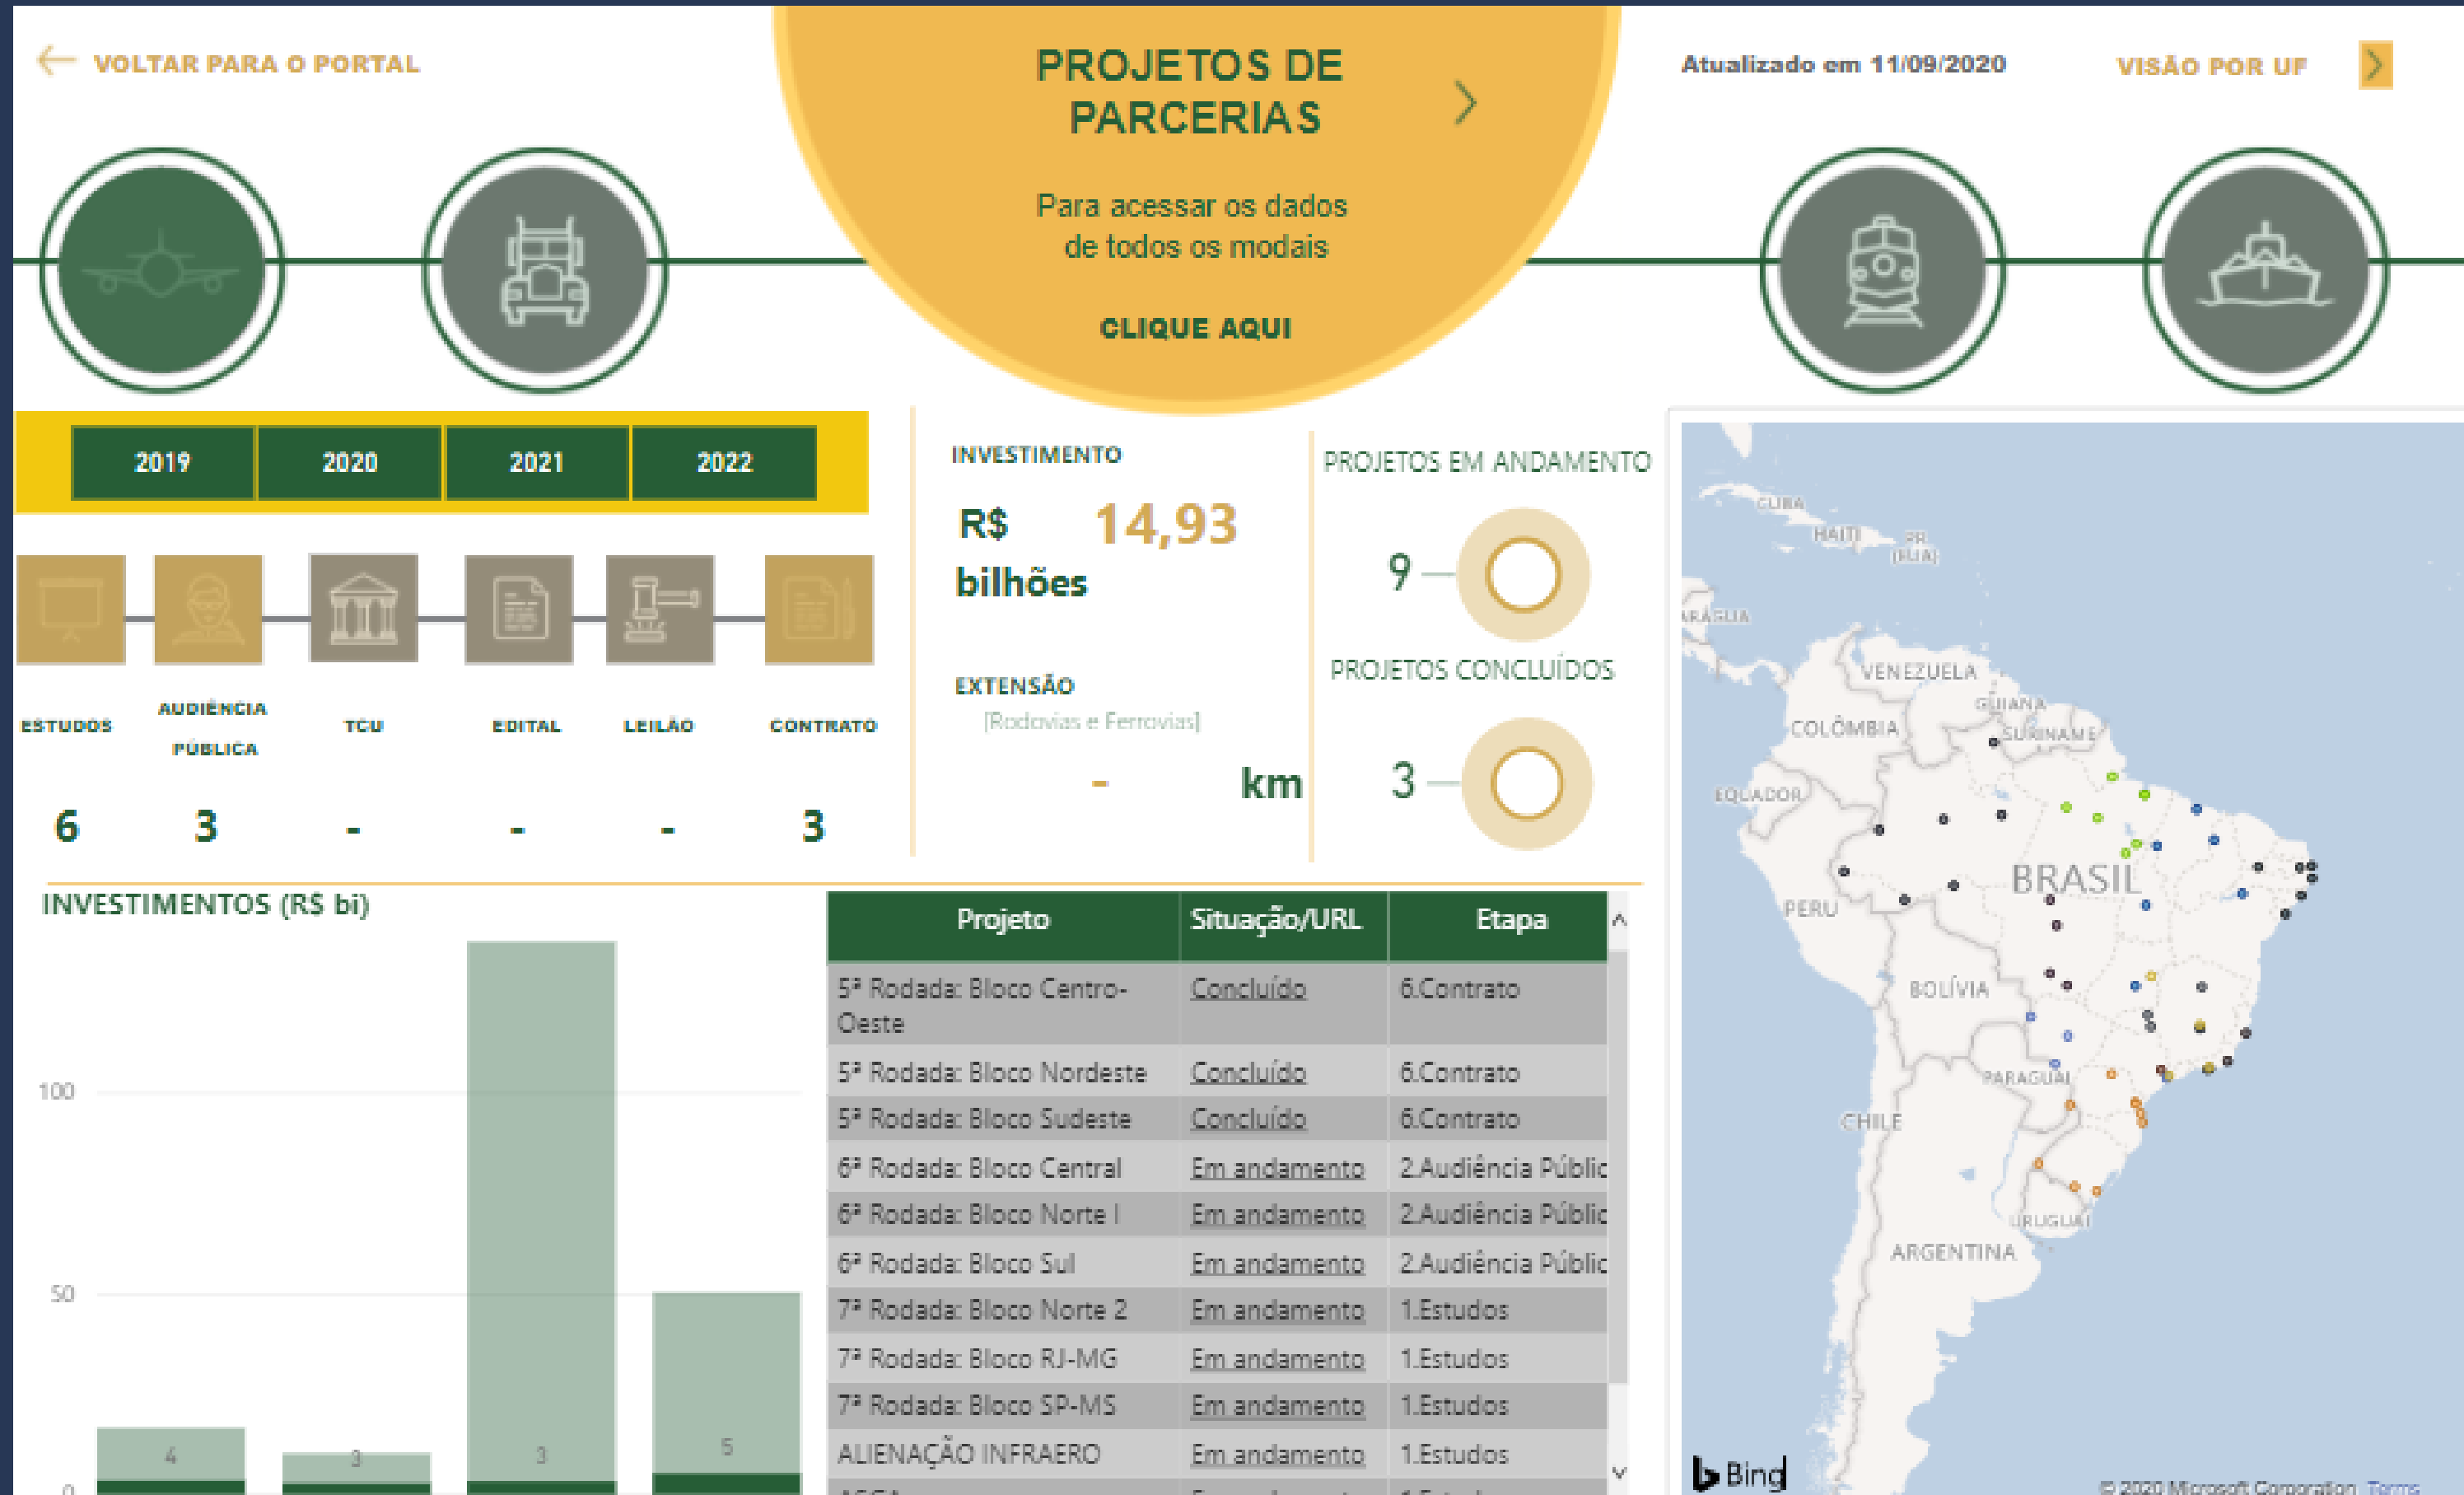 VOLTAR PARA O PORTAL
PROJETOS DE
PARCERIAS
Para acessar os dados
de todos os modais
CLIQUE AQUI
Atualizado em 11/09/2020
VISÃO POR UF
2019 2020 2021 2022
ESTUDOS
AUDIÊNCIA
PÚBLICA
TCU
EDITAL
LEILÃO
CONTRATO
6 3 - - - 3
INVESTIMENTO
R$ 14,93
bilhões
EXTENSÃO
[Rodovias e Ferrovias]
- km
PROJETOS EM ANDAMENTO
9
PROJETOS CONCLUÍDOS
3
INVESTIMENTOS (R$ bi)
100
50
0
4 3 3 5
Projeto Situação/URL Etapa
5ª Rodada: Bloco Centro-
Oeste Concluído 6.Contrato
5ª Rodada: Bloco Nordeste Concluído 6.Contrato
5ª Rodada: Bloco Sudeste Concluído 6.Contrato
6ª Rodada: Bloco Central Em andamento 2.Audiência Públic
6ª Rodada: Bloco Norte I Em andamento 2.Audiência Públic
6ª Rodada: Bloco Sul Em andamento 2.Audiência Públic
7ª Rodada: Bloco Norte 2 Em andamento 1.Estudos
7ª Rodada: Bloco RJ-MG Em andamento 1.Estudos
7ª Rodada: Bloco SP-MS Em andamento 1.Estudos
ALIENAÇÃO INFRAERO Em andamento 1.Estudos
CUBA
HAITI
PR
(EUA)
ARÁGUA
VENEZUELA
GUIANA
SURINAME
COLÔMBIA
EQUADOR
BRASIL
PERU
BOLÍVIA
PARAGUAI
CHILE
URUGUAI
ARGENTINA
Bing
© 2020 Microsoft Corporation Terms